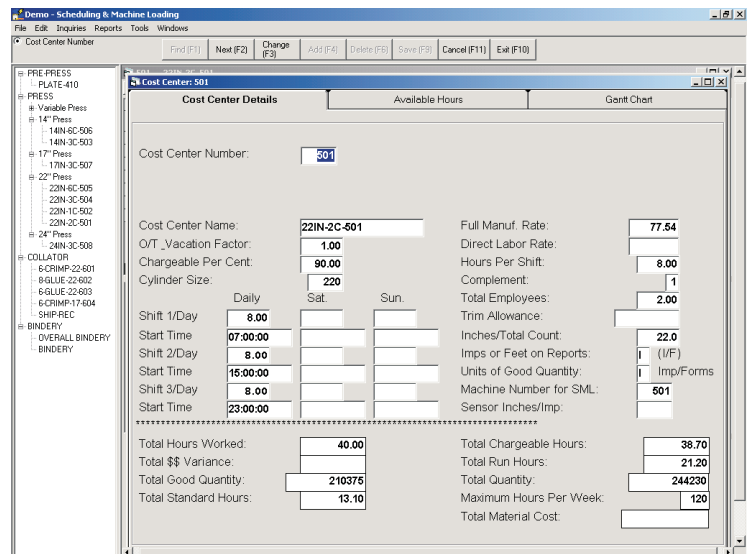 Demo - Scheduling & Machine Loading
File Edit Inquiries Reports Tools Windows
Cost Center Number
Find (F1) Next (F2) Change (F3) Add (F4) Delete (F6) Save (F9) Cancel (F11) Exit (F10)
PRE-PRESS
PLATE-410
PRESS
Variable Press
14" Press
14IN-6C-506
14IN-3C-503
17" Press
17IN-3C-507
22" Press
22IN-6C-505
22IN-3C-504
22IN-1C-502
22IN-2C-501
24" Press
24IN-3C-508
COLLATOR
6-CRIMP-22-601
8-GLUE-22-602
6-GLUE-22-603
6-CRIMP-17-604
SHIP-REC
BINDERY
OVERALL BINDERY
BINDERY
Cost Center: 501
Cost Center Details Available Hours Gantt Chart
Cost Center Number: 501
Cost Center Name: 22IN-2C-501 Full Manuf. Rate: 77.54
O/T _Vacation Factor: 1.00 Direct Labor Rate:
Chargeable Per Cent: 90.00 Hours Per Shift: 8.00
Cylinder Size: 220 Complement: 1
Daily Sat. Sun. Total Employees: 2.00
Shift 1/Day 8.00 Trim Allowance:
Start Time 07:00:00 Inches/Total Count: 22.0
Shift 2/Day 8.00 Imps or Feet on Reports: I (I/F)
Start Time 15:00:00 Units of Good Quantity: I Imp/Forms
Shift 3/Day 8.00 Machine Number for SML: 501
Start Time 23:00:00 Sensor Inches/Imp:
Total Hours Worked: 40.00 Total Chargeable Hours: 38.70
Total $$ Variance: Total Run Hours: 21.20
Total Good Quantity: 210375 Total Quantity: 244230
Total Standard Hours: 13.10 Maximum Hours Per Week: 120
Total Material Cost: